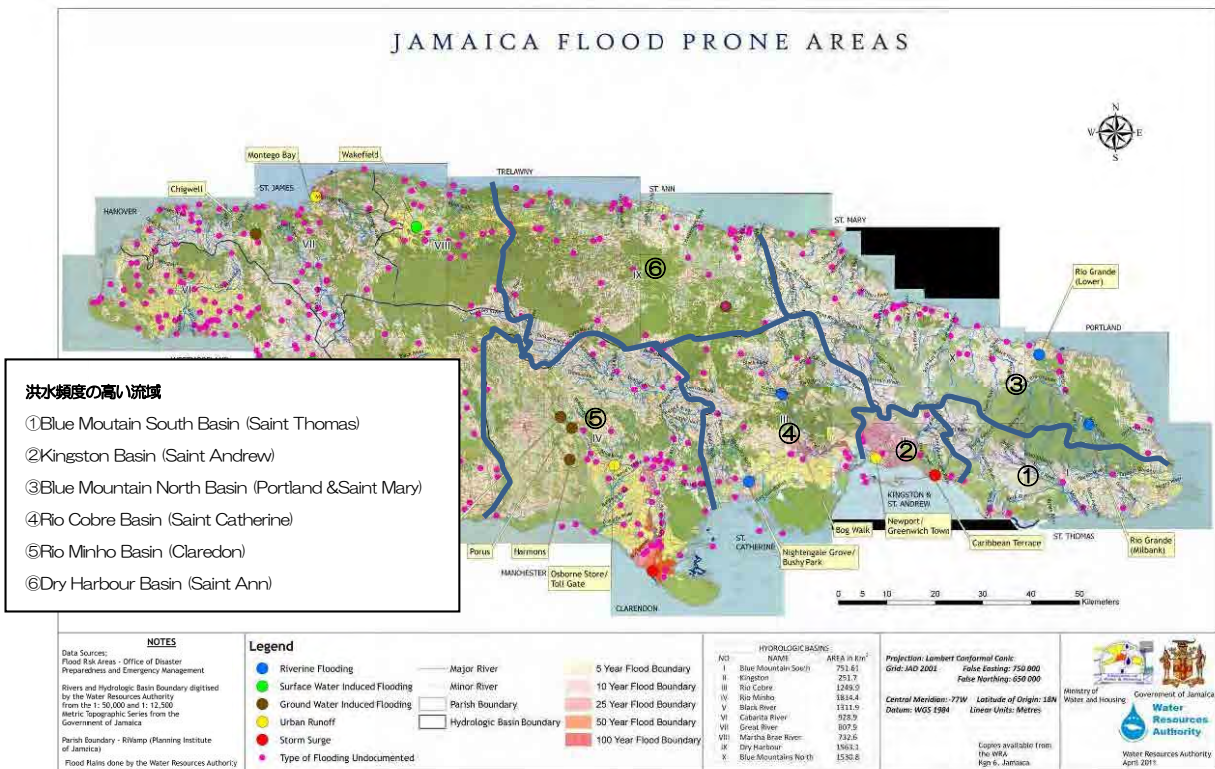 JAMAICA FLOOD PRONE AREAS
N
W
E
S
Montego Bay
Wakefield
TRELAWNY
Chigwell
ST. JAMES
ST. ANN
HANOVER
ST. MARY
VII
VIII
IX
⑥
Rio Grande
(Lower)
PORTLAND
VI
X
③
洪水頻度の高い流域
①Blue Moutain South Basin (Saint Thomas)
②Kingston Basin (Saint Andrew)
③Blue Mountain North Basin (Portland &Saint Mary)
④Rio Cobre Basin (Saint Catherine)
⑤Rio Minho Basin (Claredon)
⑥Dry Harbour Basin (Saint Ann)
⑤
IV
III
④
②
①
I
KINGSTON &
ST. ANDREW
Porus
Harmons
MANCHESTER
Osborne Store/
Toll Gate
CLARENDON
ST.
CATHERINE
Nightengale Grove/
Bushy Park
Bog Walk
Newport/
Greenwich Town
Caribbean Terrace
ST. THOMAS
Rio Grande
(Milbank)
0 5 10 20 30 40 50
Kilometers
NOTES
Data Sources;
Flood Risk Areas - Office of Disaster
Preparedness and Emergency Management
Rivers and Hydrologic Basin Boundary digitised
by the Water Resources Authority
from the 1: 50,000 and 1: 12,500
Metric Topographic Series from the
Government of Jamaica
Parish Boundary - RiVamp (Planning Institute
of Jamaica)
Flood Plains done by the Water Resources Authority
Legend
Riverine Flooding
Surface Water Induced Flooding
Ground Water Induced Flooding
Urban Runoff
Storm Surge
Type of Flooding Undocumented
Major River
Minor River
Parish Boundary
Hydrologic Basin Boundary
5 Year Flood Boundary
10 Year Flood Boundary
25 Year Flood Boundary
50 Year Flood Boundary
100 Year Flood Boundary
HYDROLOGIC BASINS
NO NAME AREA in Km²
I Blue Mountain South 751.61
II Kingston 251.7
III Rio Cobre 1249.9
IV Rio Minho 1834.4
V Black River 1311.9
VI Cabarita River 928.9
VII Great River 807.9
VIII Martha Brae River 732.6
IX Dry Harbour 1563.1
X Blue Mountains North 1530.8
Projection: Lambert Conformal Conic
Grid: JAD 2001 False Easting: 750 000
False Northing: 650 000
Central Meridian: -77W Latitude of Origin: 18N
Datum: WGS 1984 Linear Units: Metres
Copies available from
the WRA
Kgn 6, Jamaica
Ministry of
Water and Housing
Government of Jamaica
Water
Resources
Authority
Water Resources Authority
April 2011